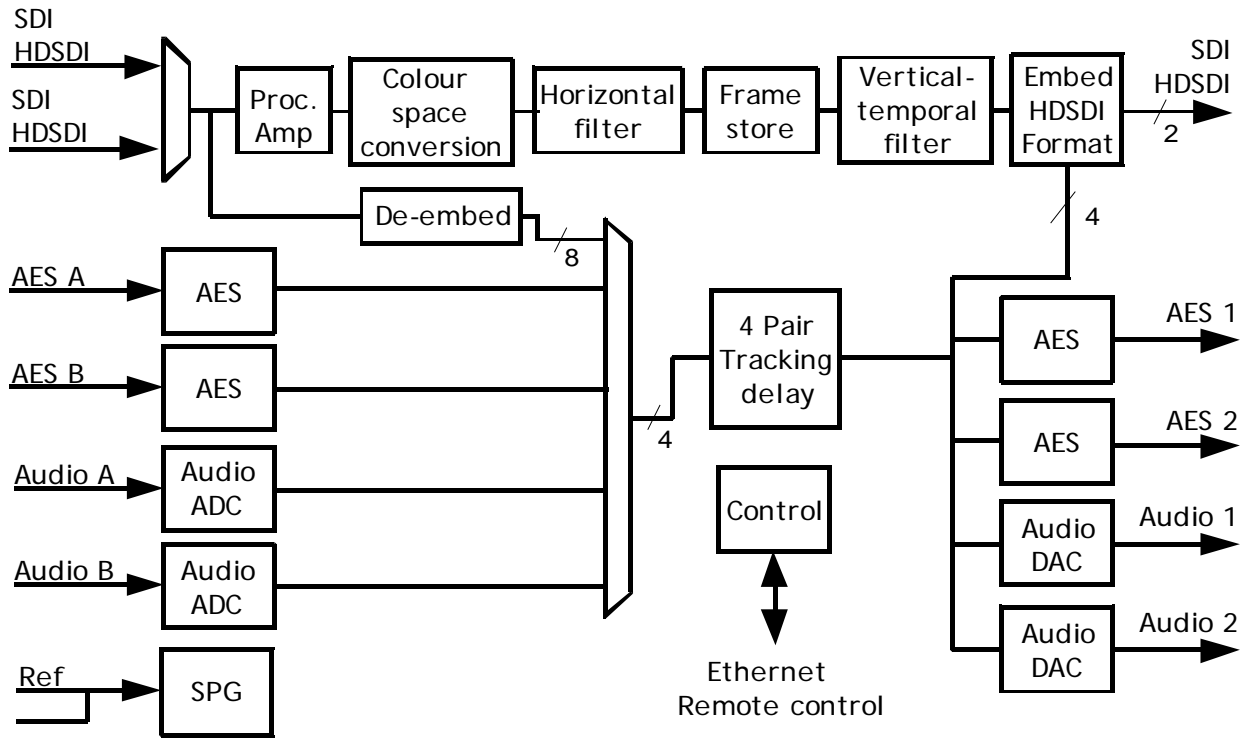 SDI
HDSDI
SDI
HDSDI
Proc.
Amp
Colour
space
conversion
Horizontal
filter
Frame
store
Vertical-
temporal
filter
Embed
HDSDI
Format
SDI
HDSDI
2
De-embed
8
4
AES A
AES
AES B
AES
Audio A
Audio
ADC
Audio B
Audio
ADC
Ref
SPG
4
4 Pair
Tracking
delay
Control
Ethernet
Remote control
AES
AES 1
AES
AES 2
Audio
DAC
Audio 1
Audio
DAC
Audio 2